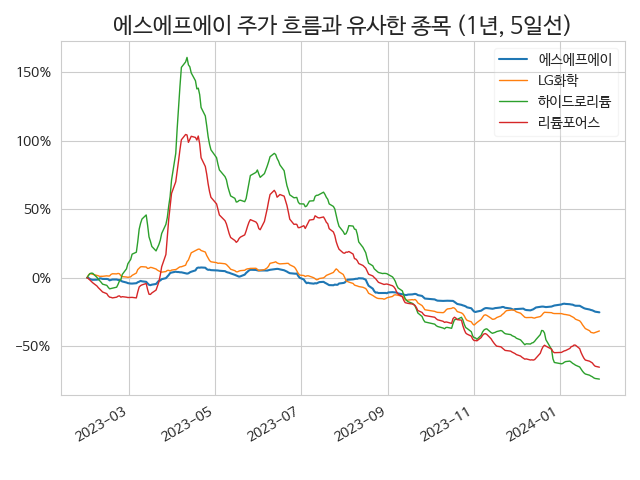 에스에프에이 주가 흐름과 유사한 종목 (1년, 5일선)
에스에프에이
LG화학
하이드로리튬
리튬포어스
150%
100%
50%
0%
−50%
2023-03
2023-05
2023-07
2023-09
2023-11
2024-01